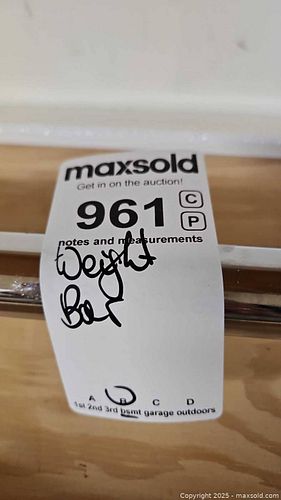 maxsold
Get in on the auction!
961 C
P
notes and measurements
Weight
Bar
A B C D
1st 2nd 3rd bsmt garage outdoors
Copyright © 2025 - maxsold.com